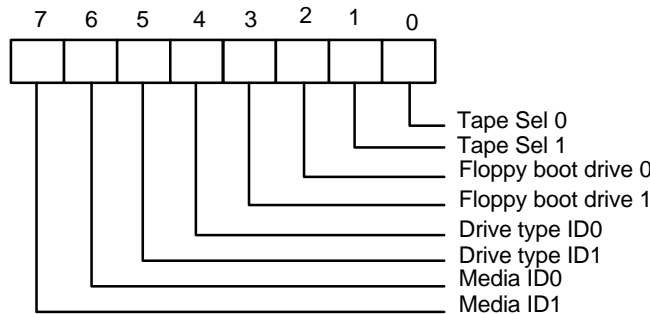 7 6 5 4 3 2 1 0
Tape Sel 0
Tape Sel 1
Floppy boot drive 0
Floppy boot drive 1
Drive type ID0
Drive type ID1
Media ID0
Media ID1